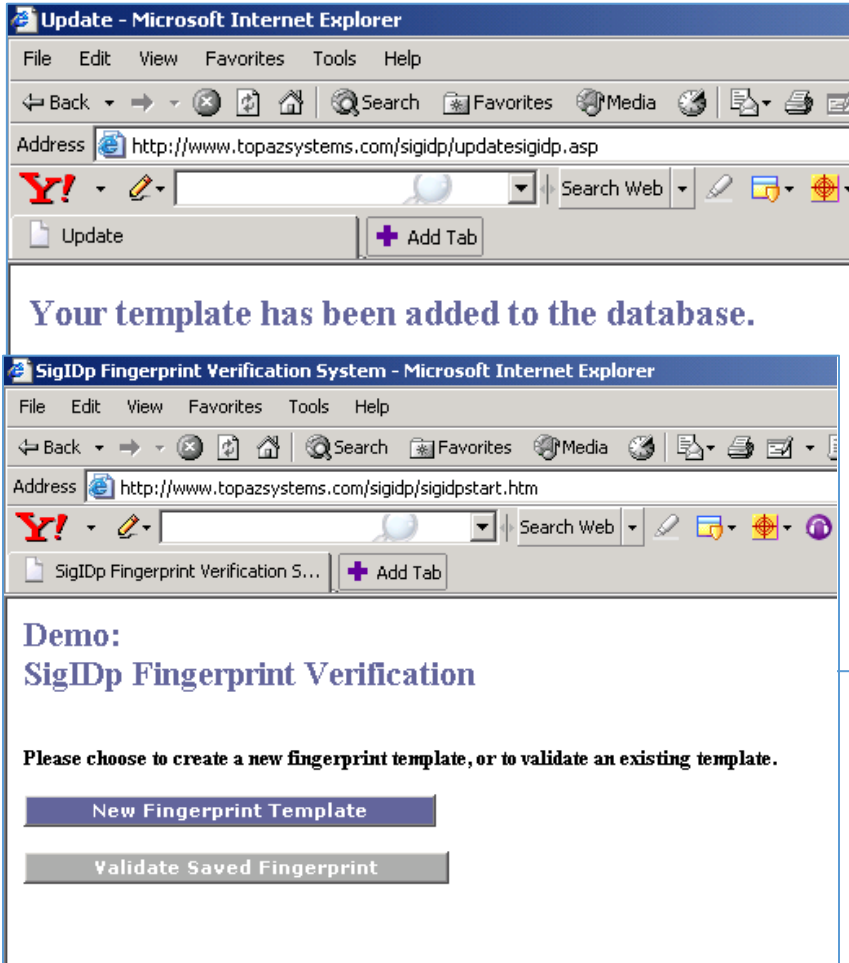 Update - Microsoft Internet Explorer
File Edit View Favorites Tools Help
Back Search Favorites Media
Address http://www.topazsystems.com/sigidp/updatesigidp.asp
Y! Search Web
Update Add Tab
Your template has been added to the database.
SigIDp Fingerprint Verification System - Microsoft Internet Explorer
File Edit View Favorites Tools Help
Back Search Favorites Media
Address http://www.topazsystems.com/sigidp/sigidpstart.htm
Y! Search Web
SigIDp Fingerprint Verification S... Add Tab
Demo:
SigIDp Fingerprint Verification
Please choose to create a new fingerprint template, or to validate an existing template.
New Fingerprint Template
Validate Saved Fingerprint